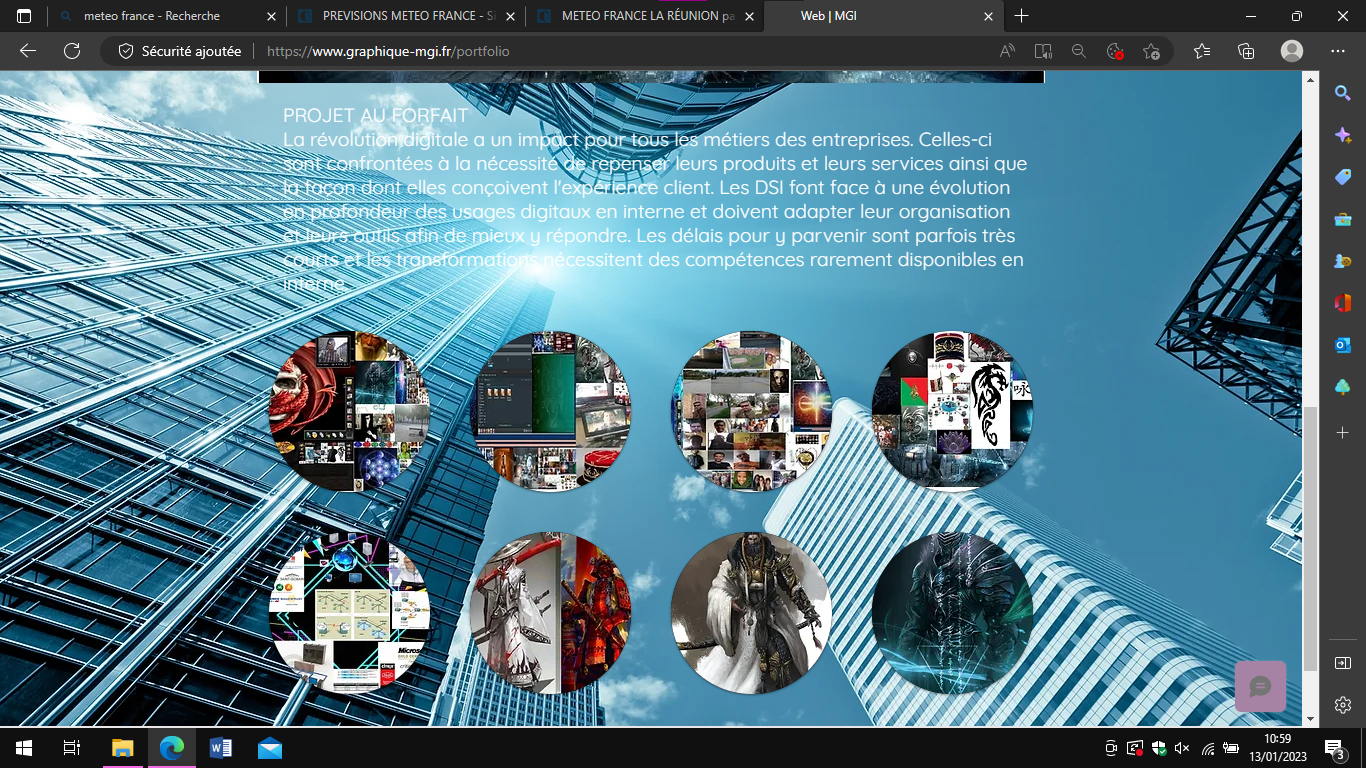 meteo france - Recherche
PREVISIONS METEO FRANCE - Si
METEO FRANCE LA RÉUNION pa
Web | MGI
Sécurité ajoutée
https://www.graphique-mgi.fr/portfolio
PROJET AU FORFAIT
La révolution digitale a un impact pour tous les métiers des entreprises. Celles-ci
sont confrontées à la nécessité de repenser leurs produits et leurs services ainsi que
la façon dont elles conçoivent l'expérience client. Les DSI font face à une évolution
en profondeur des usages digitaux en interne et doivent adapter leur organisation
et leurs outils afin de mieux y répondre. Les délais pour y parvenir sont parfois très
courts et les transformations nécessitent des compétences rarement disponibles en
interne.
Microsoft
CITRIX
10:59
13/01/2023
3